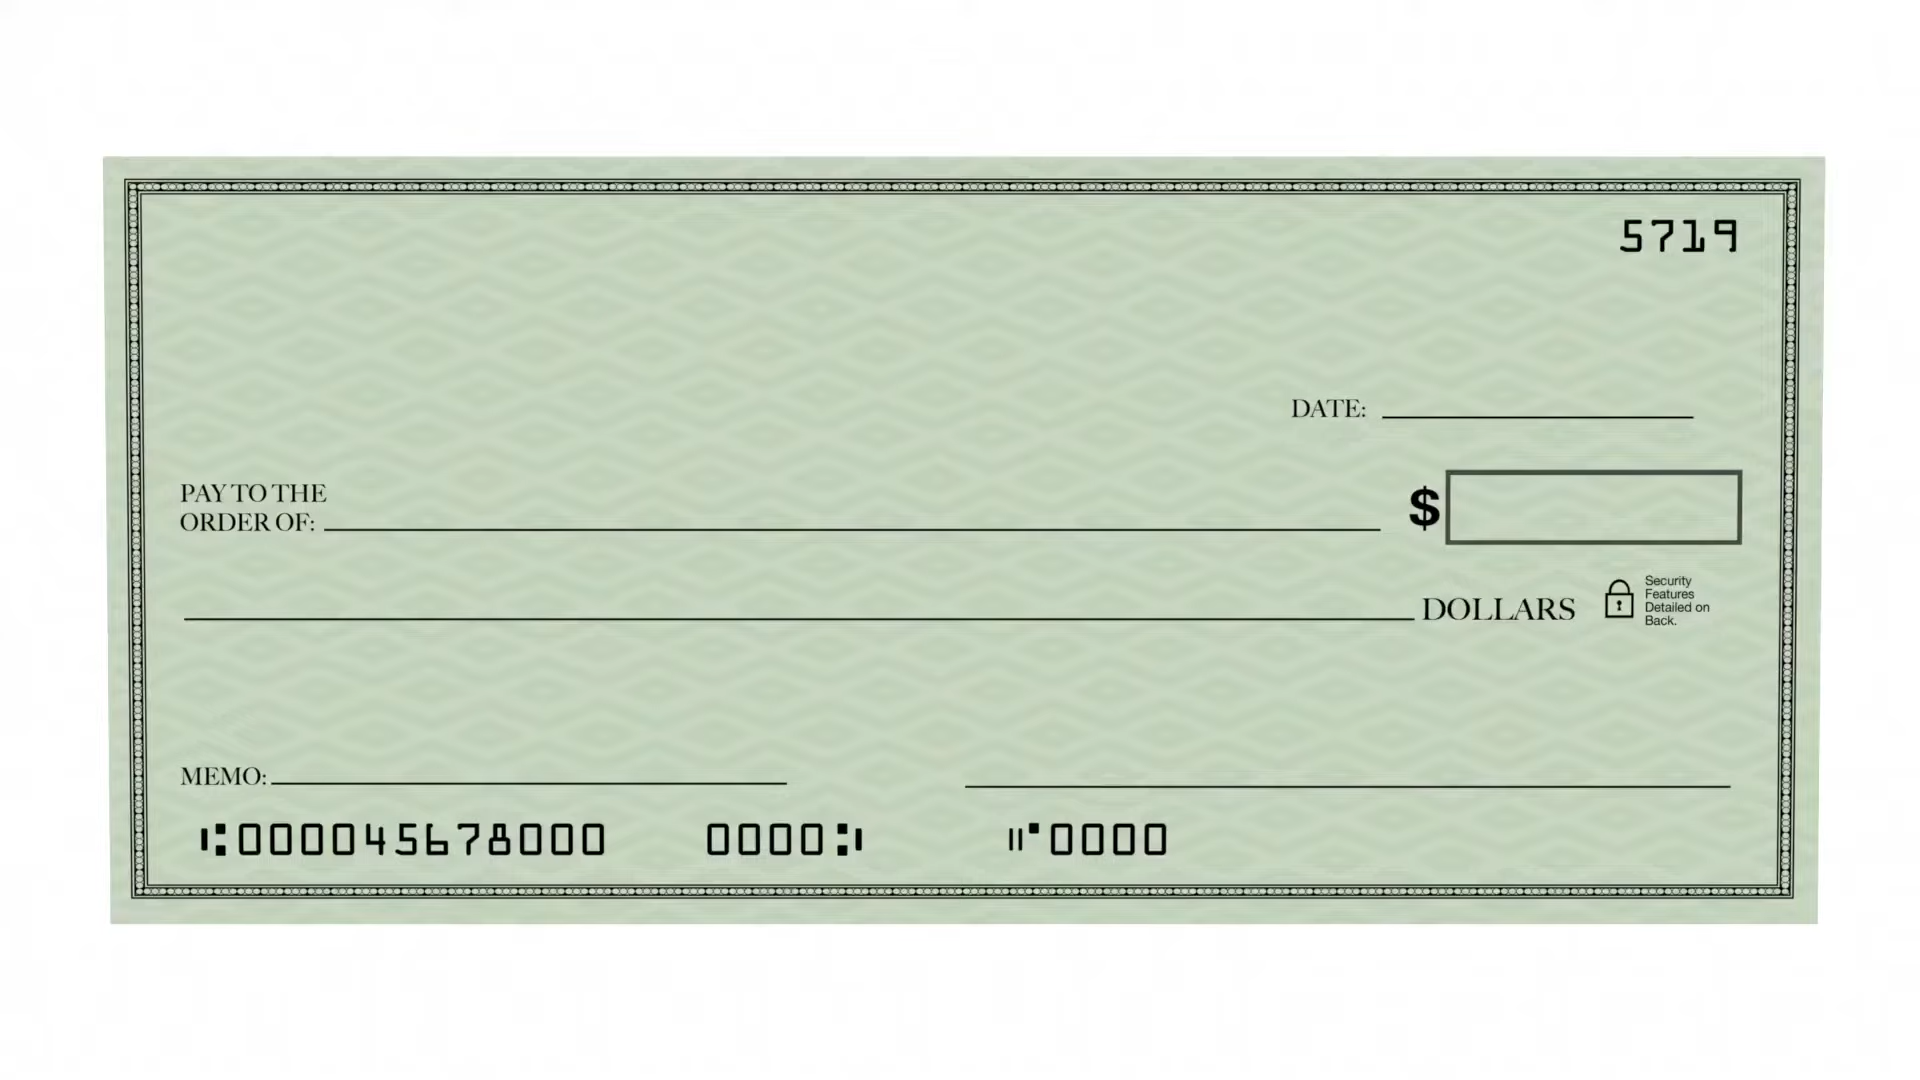 5719
DATE:
PAY TO THE
ORDER OF:
$
DOLLARS
Security
Features
Detailed on
Back.
MEMO:
⑆000045678000 0000⑆ ⑈0000